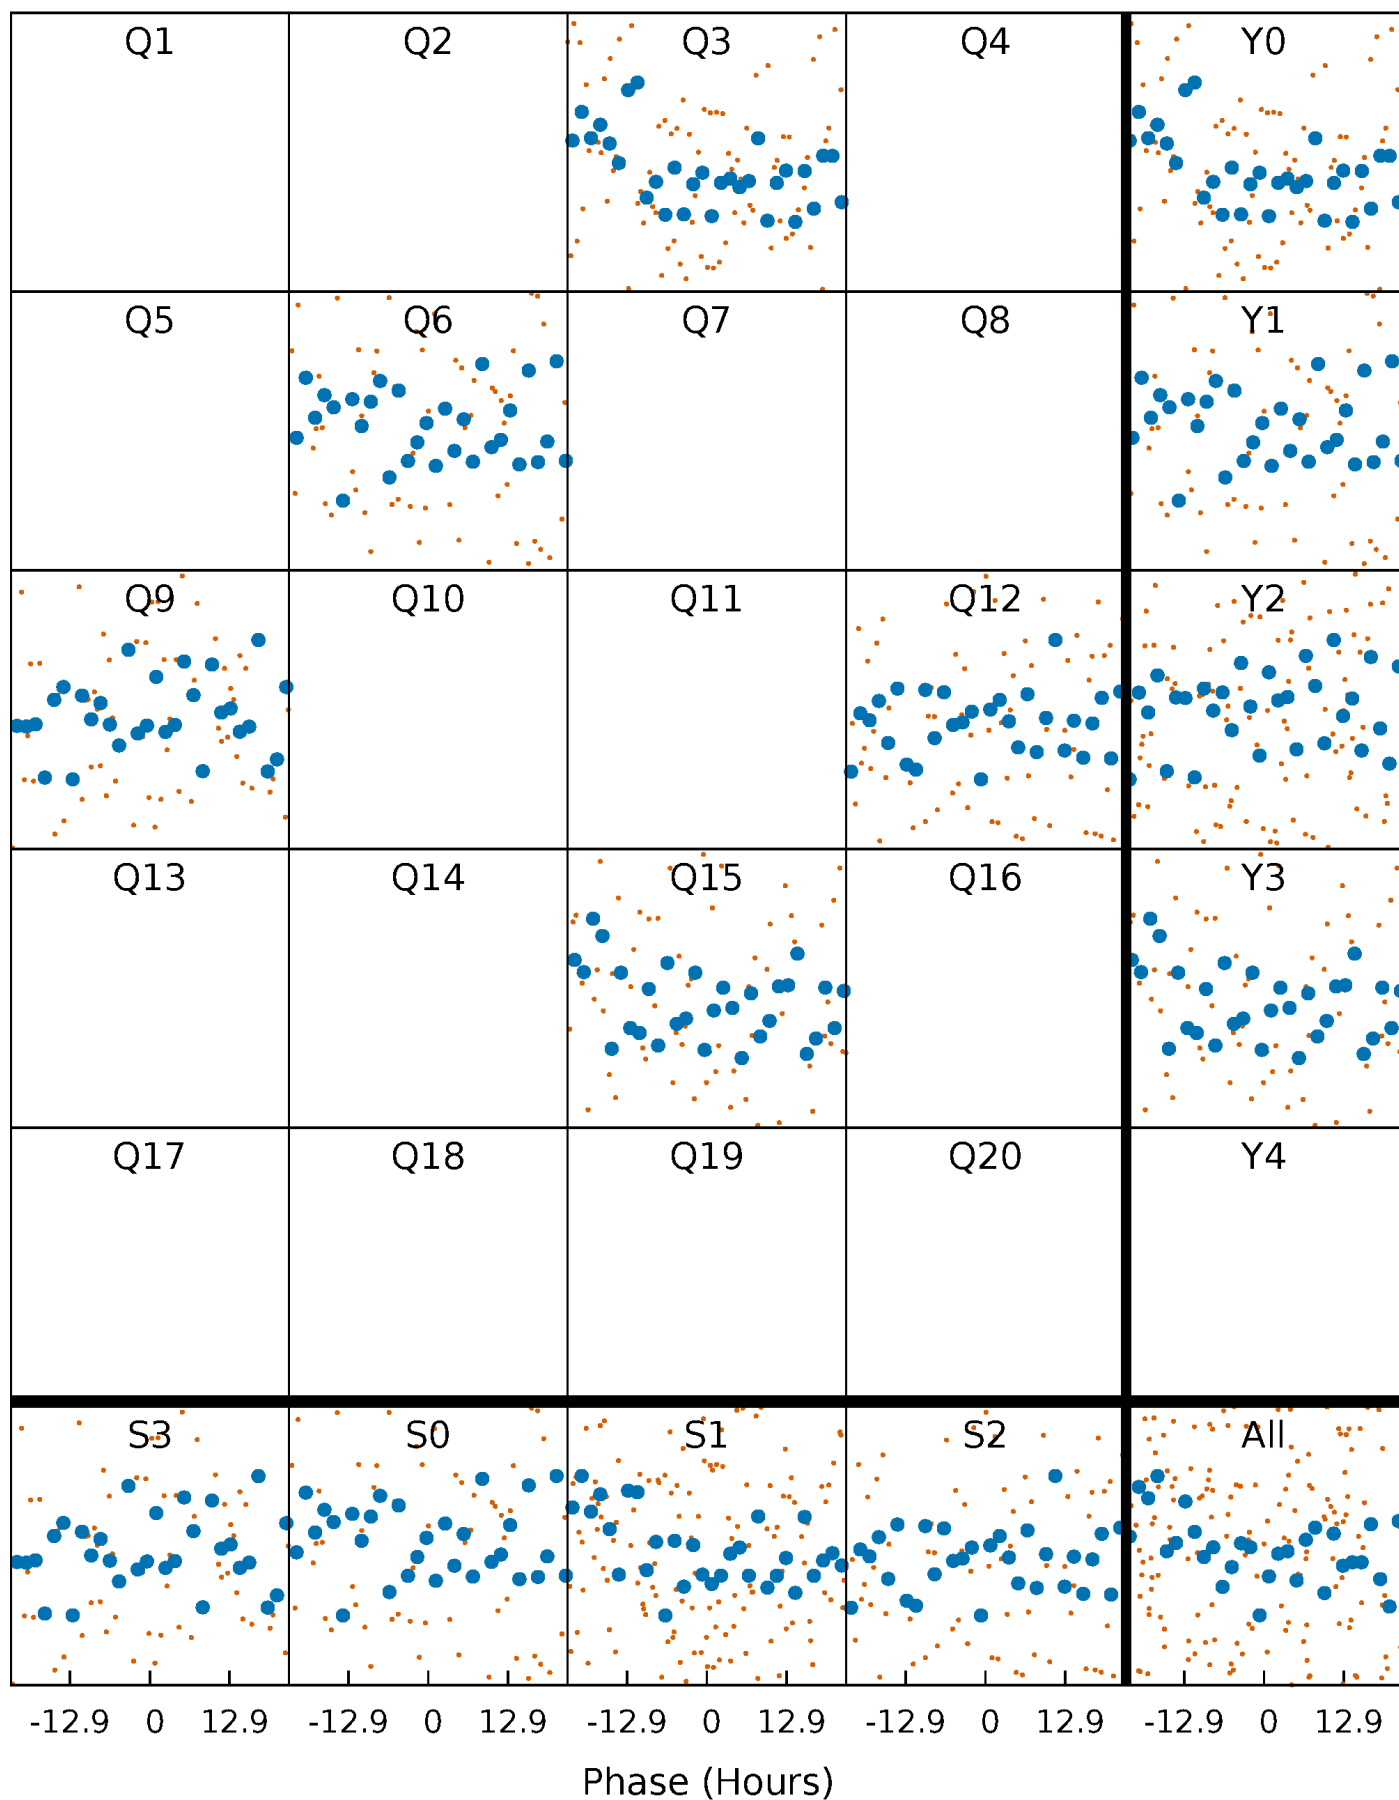 Q1 Q2 Q3 Q4 Y0
Q5 Q6 Q7 Q8 Y1
Q9 Q10 Q11 Q12 Y2
Q13 Q14 Q15 Q16 Y3
Q17 Q18 Q19 Q20 Y4
S3 S0 S1 S2 All
-12.9 0 12.9 -12.9 0 12.9 -12.9 0 12.9 -12.9 0 12.9 -12.9 0 12.9
Phase (Hours)